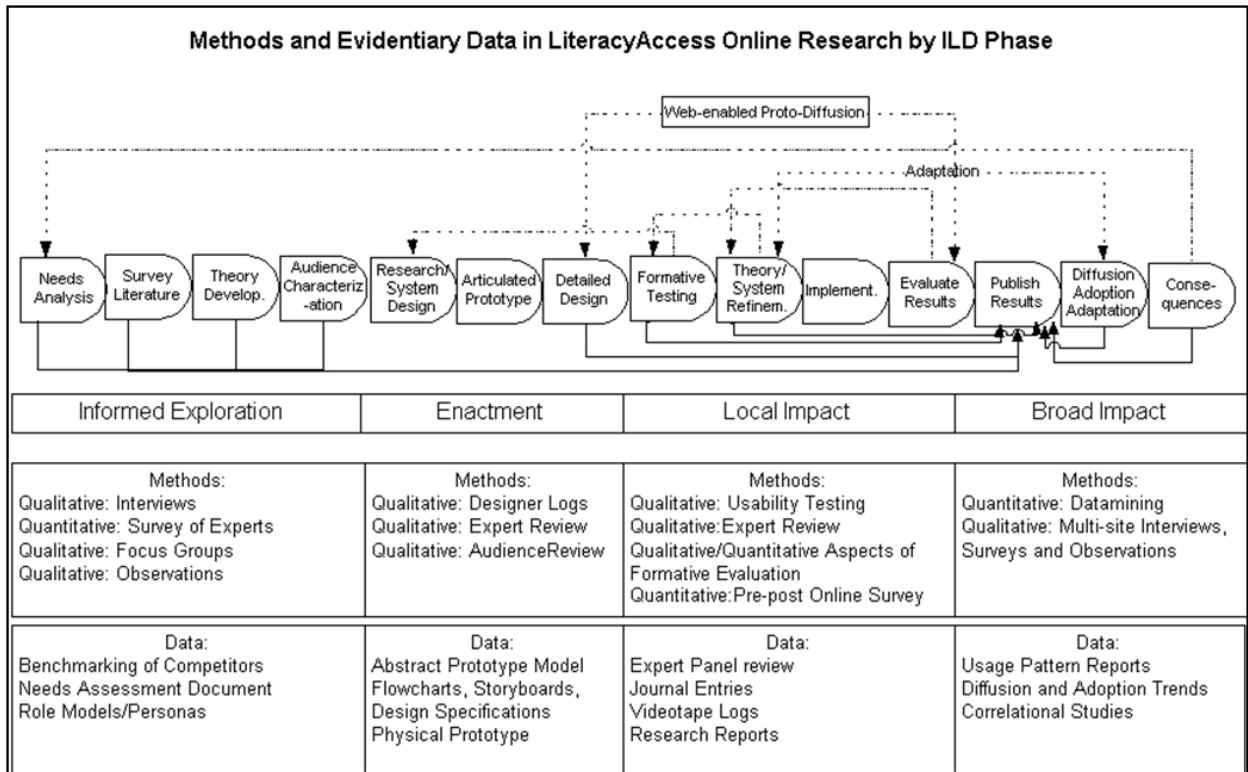 Methods and Evidentiary Data in LiteracyAccess Online Research by ILD Phase
Web-enabled Proto-Diffusion
Adaptation
Needs
Analysis
Survey
Literature
Theory
Develop.
Audience
Characteriz
-ation
Research/
System
Design
Articulated
Prototype
Detailed
Design
Formative
Testing
Theory/
System
Refinem.
Implement.
Evaluate
Results
Publish
Results
Diffusion
Adoption
Adaptation
Conse-
quences
Informed Exploration
Enactment
Local Impact
Broad Impact
Methods:
Qualitative: Interviews
Quantitative: Survey of Experts
Qualitative: Focus Groups
Qualitative: Observations
Methods:
Qualitative: Designer Logs
Qualitative: Expert Review
Qualitative: AudienceReview
Methods:
Qualitative: Usability Testing
Qualitative:Expert Review
Qualitative/Quantitative Aspects of
Formative Evaluation
Quantitative:Pre-post Online Survey
Methods:
Quantitative: Datamining
Qualitative: Multi-site Interviews,
Surveys and Observations
Data:
Benchmarking of Competitors
Needs Assessment Document
Role Models/Personas
Data:
Abstract Prototype Model
Flowcharts, Storyboards,
Design Specifications
Physical Prototype
Data:
Expert Panel review
Journal Entries
Videotape Logs
Research Reports
Data:
Usage Pattern Reports
Diffusion and Adoption Trends
Correlational Studies